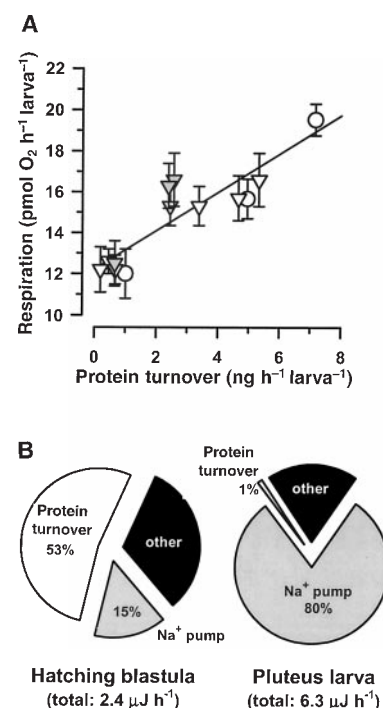 A
Respiration (pmol O₂ h⁻¹ larva⁻¹)
22
20
18
16
14
12
10
0 2 4 6 8
Protein turnover (ng h⁻¹ larva⁻¹)
B
Protein
turnover
53%
other
15%
Na⁺ pump
Hatching blastula
(total: 2.4 μJ h⁻¹)
Protein
turnover
1%
other
Na⁺ pump
80%
Pluteus larva
(total: 6.3 μJ h⁻¹)